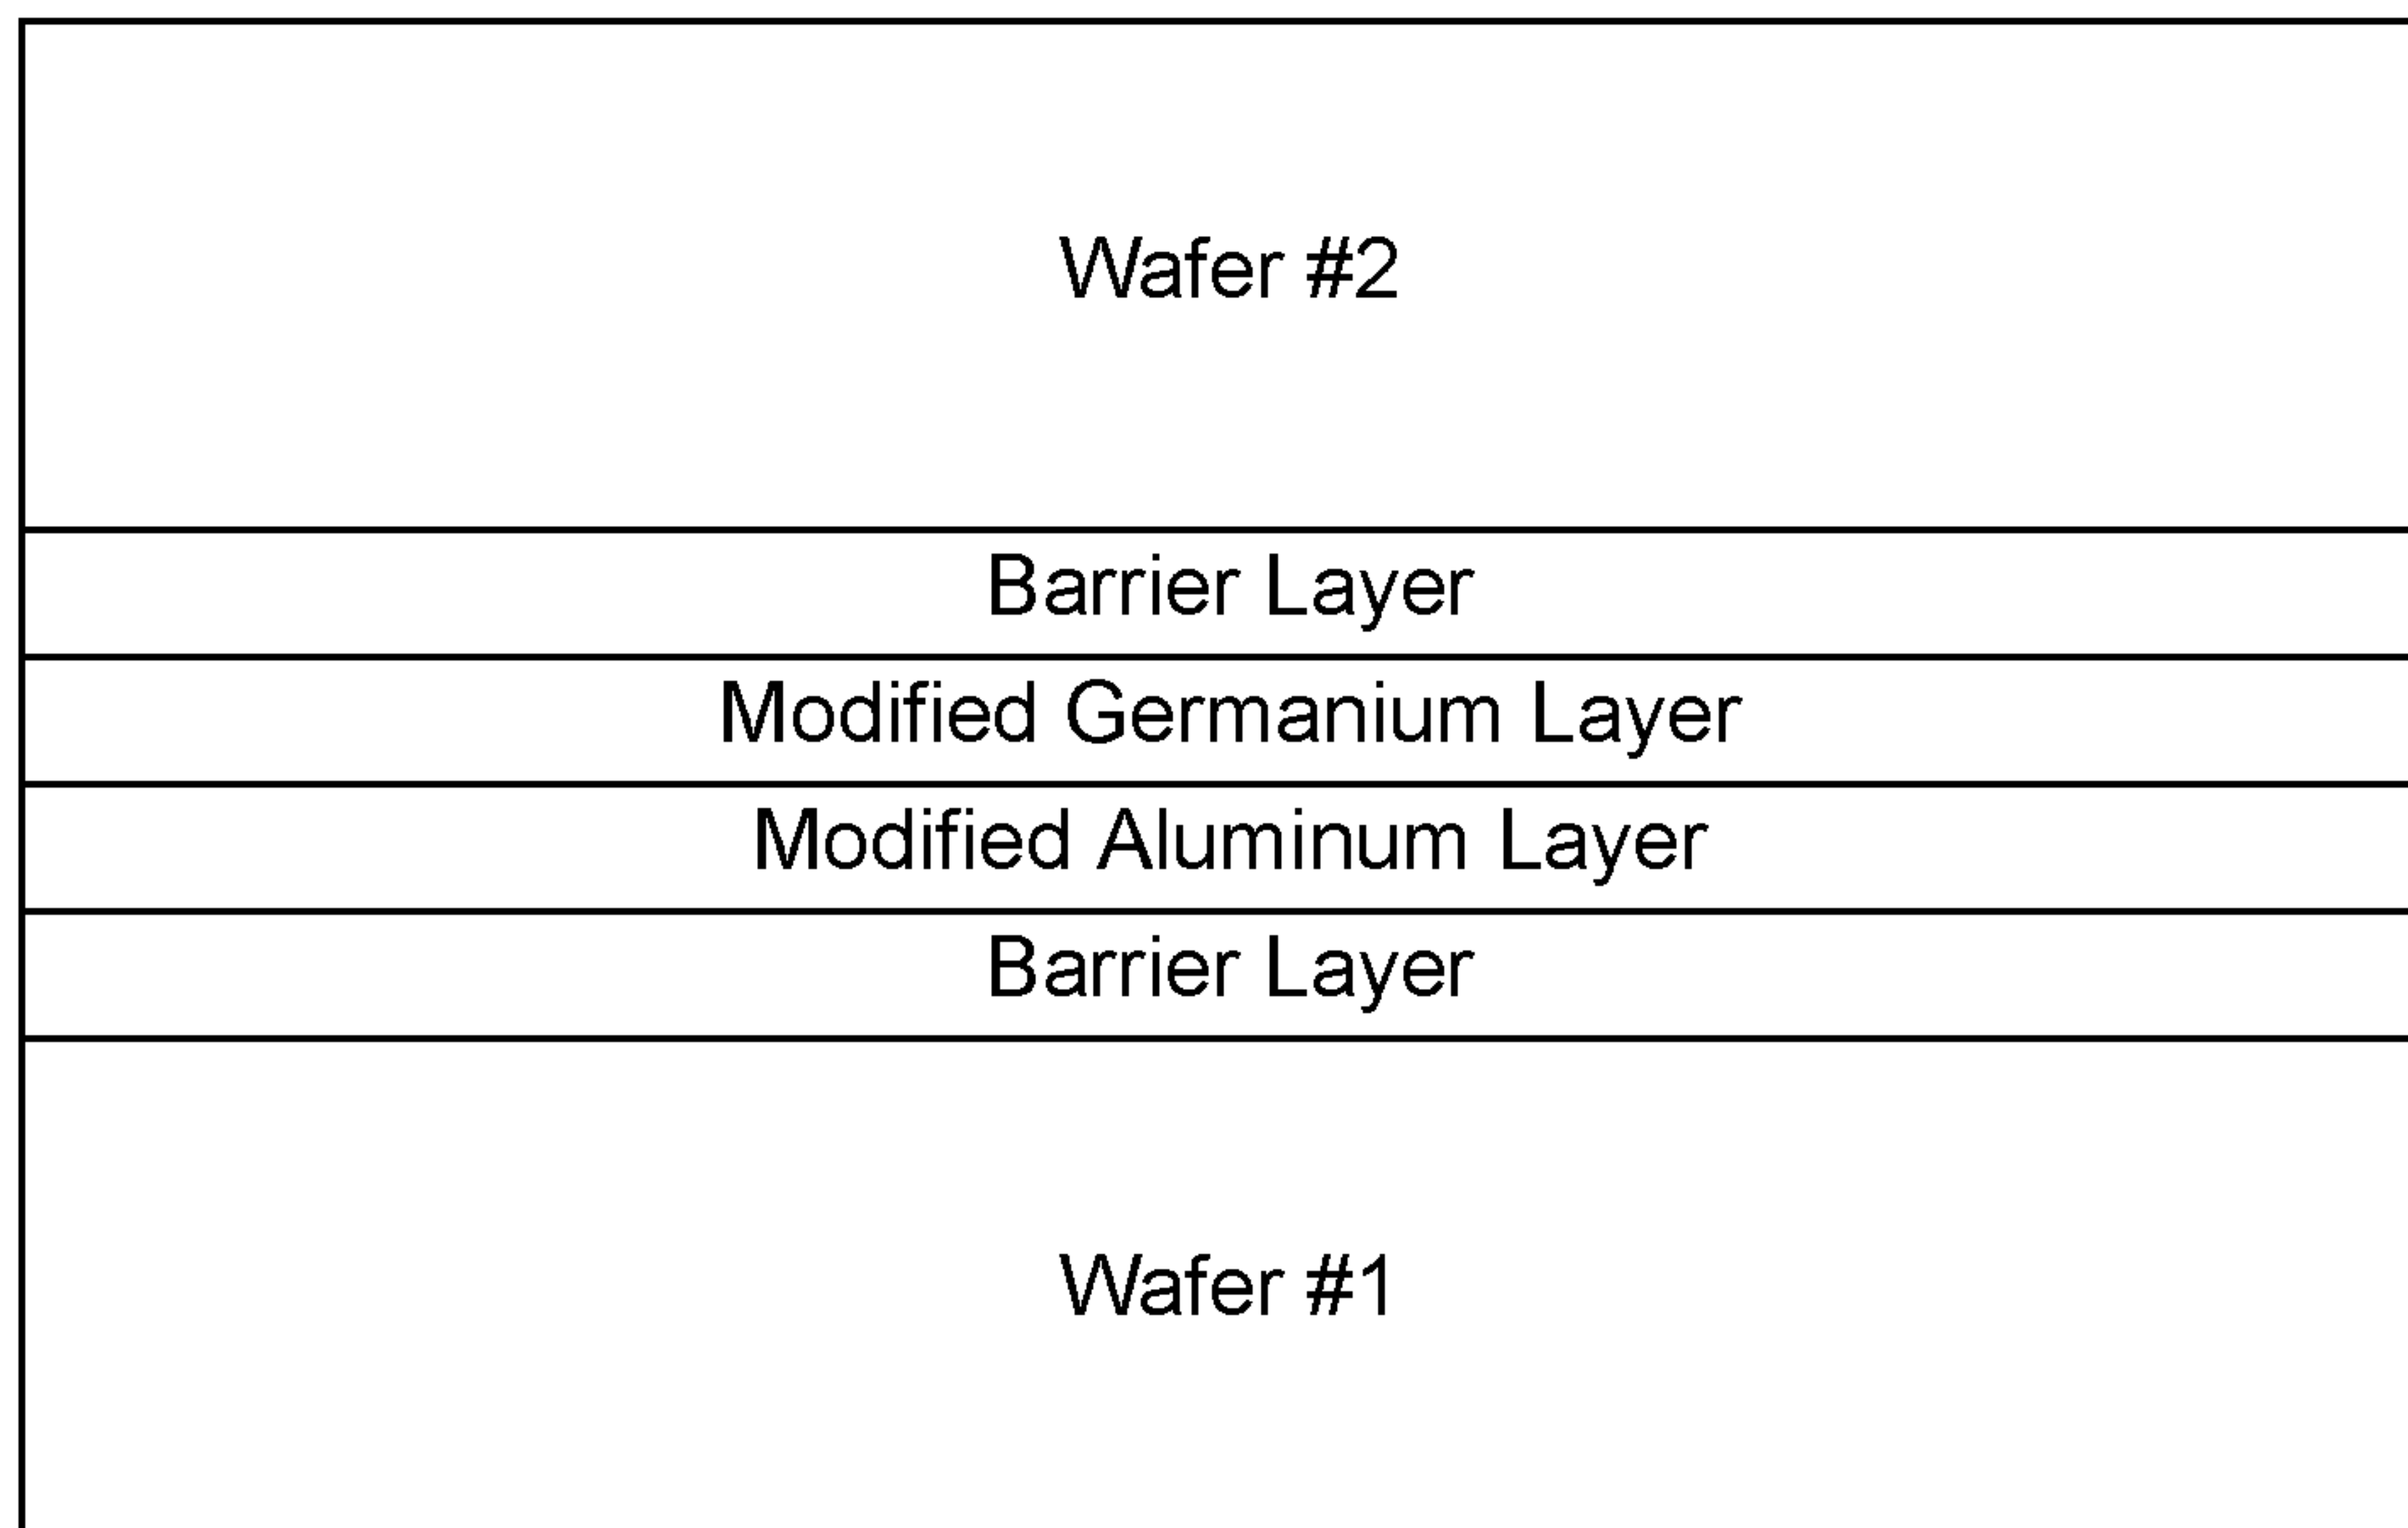 Wafer #2
Barrier Layer
Modified Germanium Layer
Modified Aluminum Layer
Barrier Layer
Wafer #1